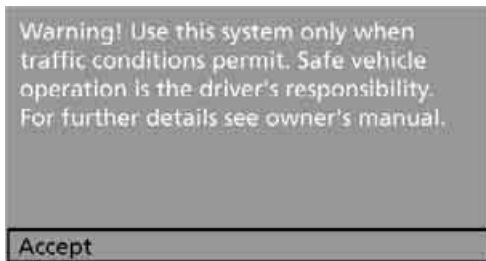 Warning! Use this system only when
traffic conditions permit. Safe vehicle
operation is the driver's responsibility.
For further details see owner's manual.
Accept